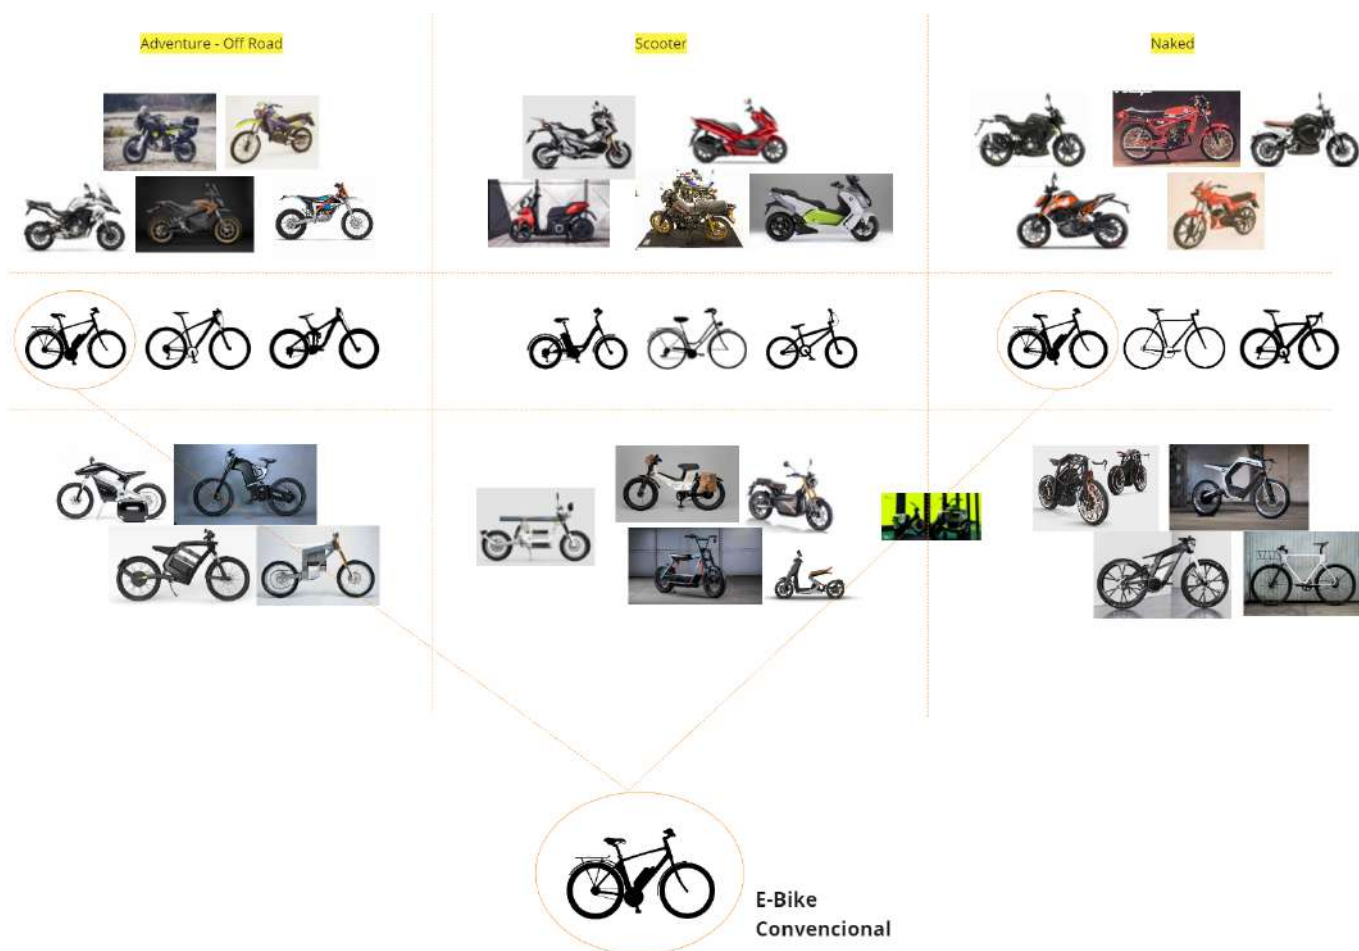 Adventure - Off Road
Scooter
Naked
E-Bike
Convencional